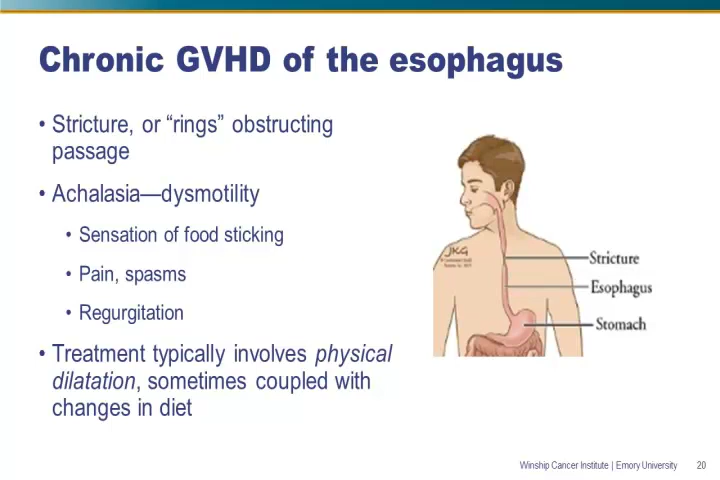 Chronic GVHD of the esophagus
• Stricture, or “rings” obstructing
passage
• Achalasia—dysmotility
• Sensation of food sticking
• Pain, spasms
• Regurgitation
• Treatment typically involves physical
dilatation, sometimes coupled with
changes in diet
JKG
Stricture
Esophagus
Stomach
Winship Cancer Institute | Emory University 20